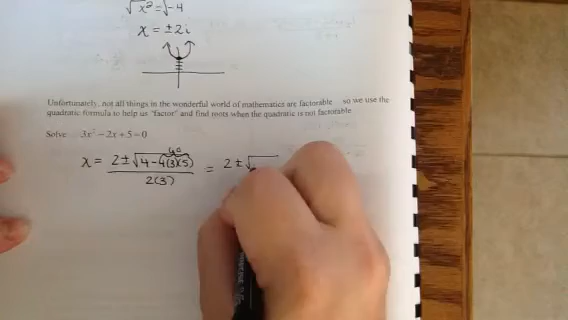 √x² = √-4
x = ±2i
Unfortunately, not all things in the wonderful world of mathematics are factorable so we use the
quadratic formula to help us "factor" and find roots when the quadratic is not factorable
Solve 3x² - 2x + 5 = 0
60
x = 2 ± √4 - 4(3)(5) = 2 ± √
2(3)